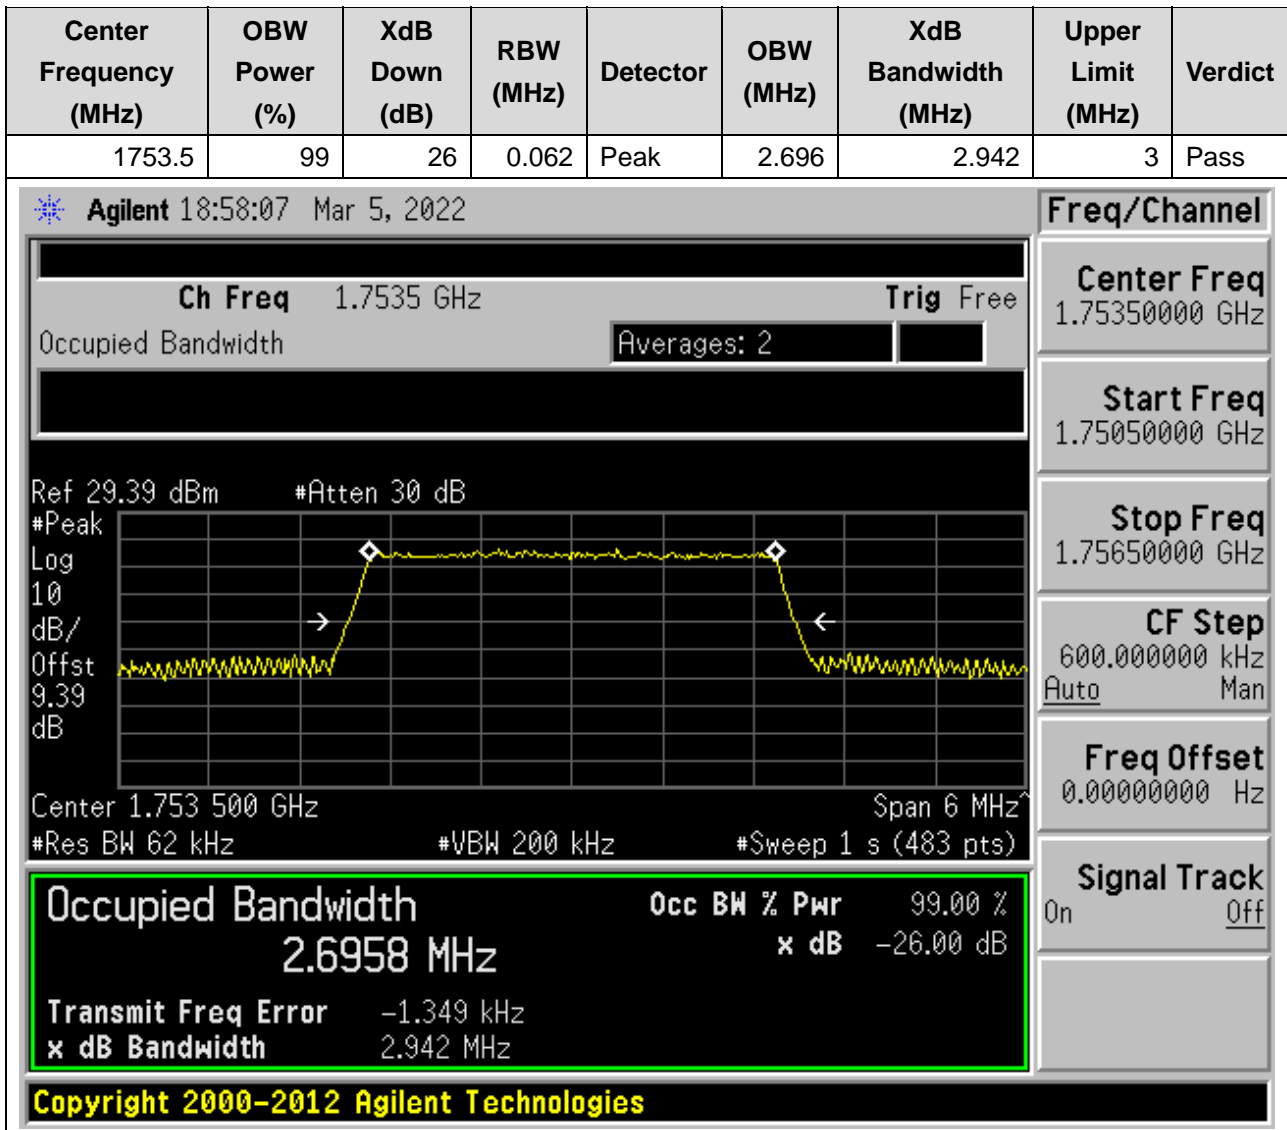 Center Frequency (MHz) OBW Power (%) XdB Down (dB) RBW (MHz) Detector OBW (MHz) XdB Bandwidth (MHz) Upper Limit (MHz) Verdict
1753.5 99 26 0.062 Peak 2.696 2.942 3 Pass
Agilent 18:58:07 Mar 5, 2022
Freq/Channel
Ch Freq 1.7535 GHz Trig Free
Occupied Bandwidth Averages: 2
Center Freq
1.75350000 GHz
Start Freq
1.75050000 GHz
Stop Freq
1.75650000 GHz
CF Step
600.000000 kHz
Auto Man
Freq Offset
0.00000000 Hz
Signal Track
On Off
Ref 29.39 dBm #Atten 30 dB
#Peak
Log
10
dB/
Offst
9.39
dB
Center 1.753 500 GHz Span 6 MHz^
#Res BW 62 kHz #VBW 200 kHz #Sweep 1 s (483 pts)
Occupied Bandwidth Occ BW % Pwr 99.00 %
2.6958 MHz x dB -26.00 dB
Transmit Freq Error -1.349 kHz
x dB Bandwidth 2.942 MHz
Copyright 2000-2012 Agilent Technologies